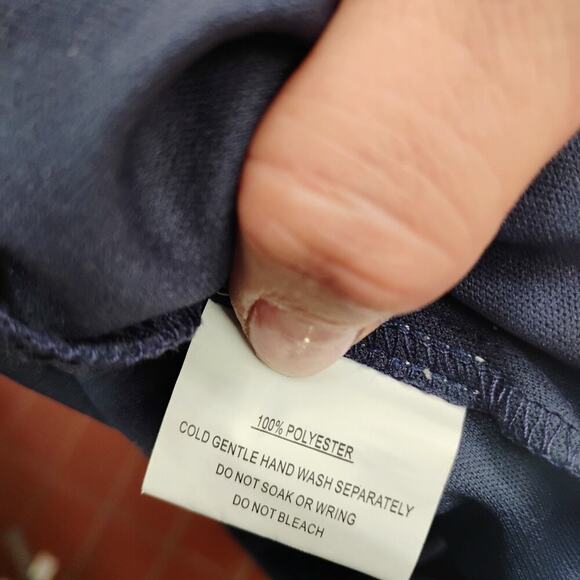 100% POLYESTER
COLD GENTLE HAND WASH SEPARATELY
DO NOT SOAK OR WRING
DO NOT BLEACH